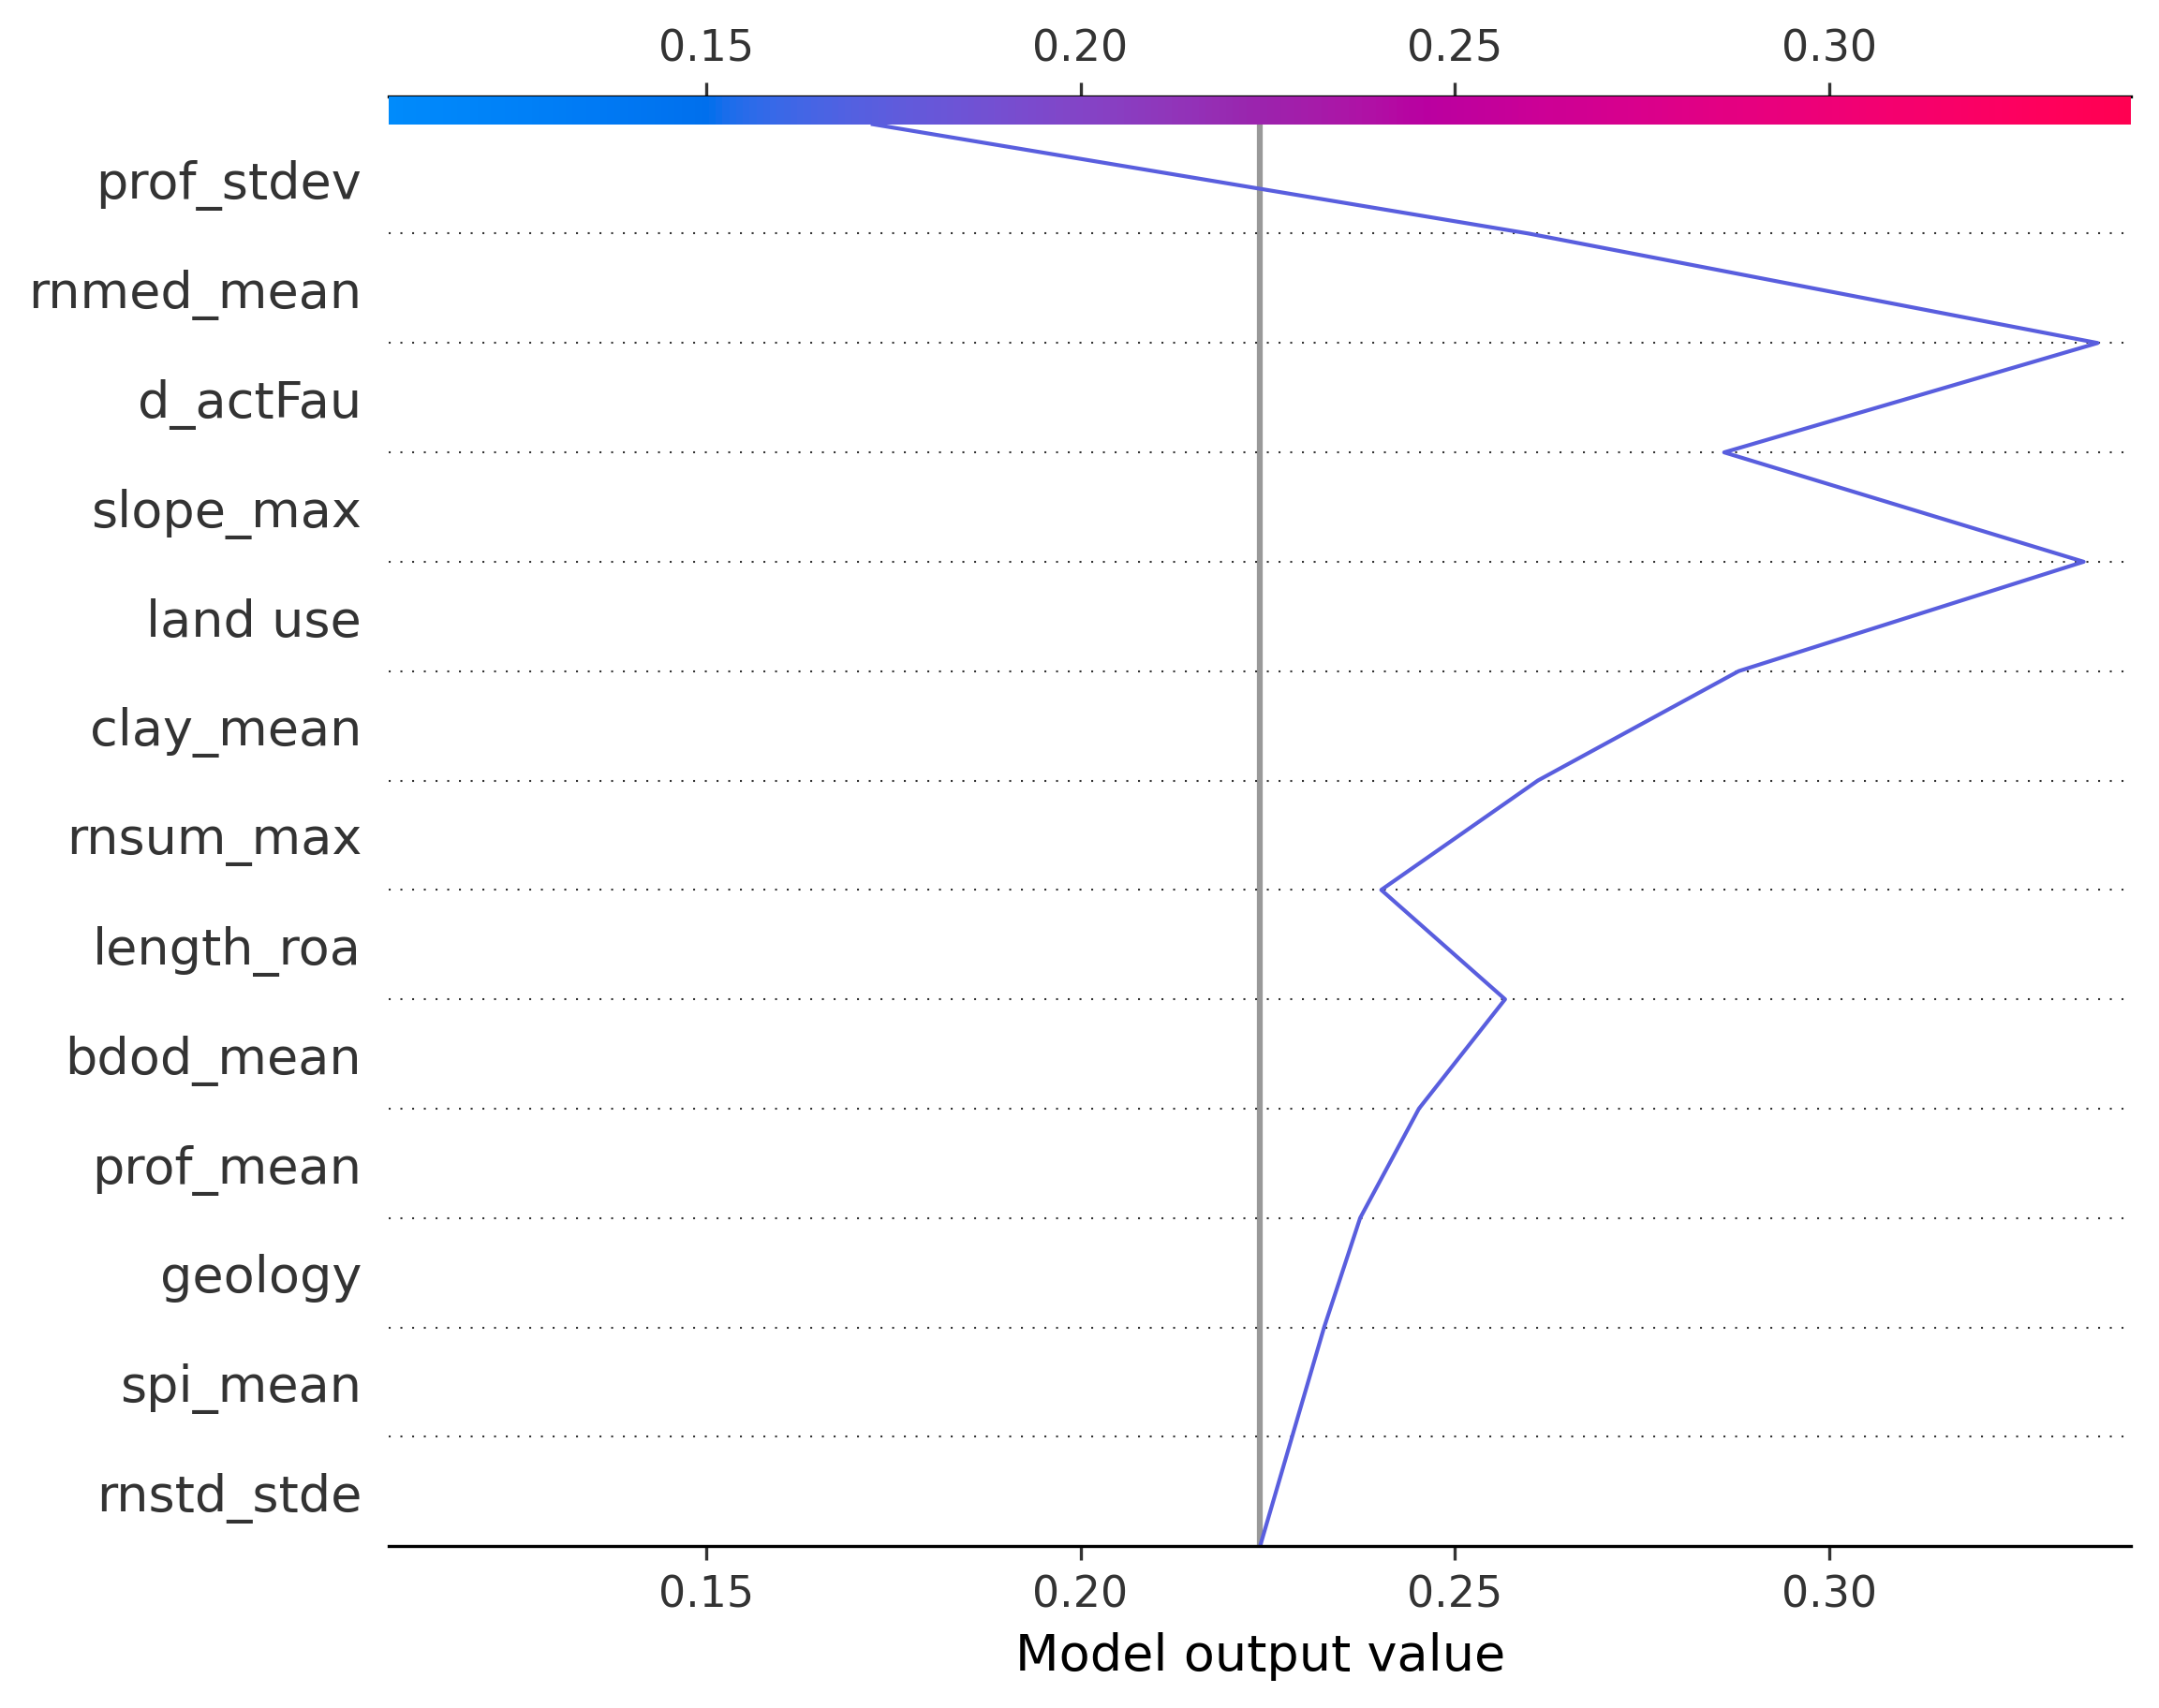 0.15 0.20 0.25 0.30
prof_stdev
rnmed_mean
d_actFau
slope_max
land use
clay_mean
rnsum_max
length_roa
bdod_mean
prof_mean
geology
spi_mean
rnstd_stde
0.15 0.20 0.25 0.30
Model output value